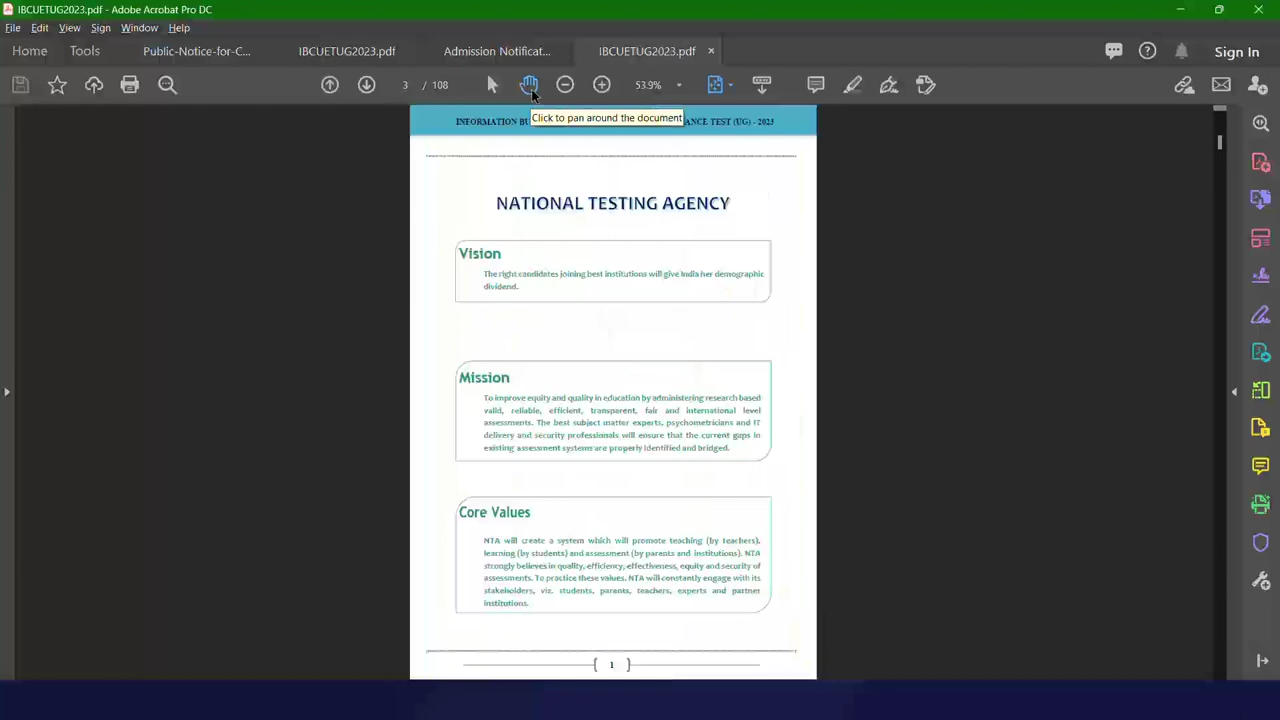 IBCUETUG2023.pdf - Adobe Acrobat Pro DC
File Edit View Sign Window Help
Home Tools Public-Notice-for-C... IBCUETUG2023.pdf Admission Notificat... IBCUETUG2023.pdf × Sign In
3 / 108 53.9%
INFORMATION BU ANCE TEST (UG) - 2023
Click to pan around the document
NATIONAL TESTING AGENCY
Vision
The right candidates joining best institutions will give India her demographic
dividend.
Mission
To improve equity and quality in education by administering research based
valid, reliable, efficient, transparent, fair and international level
assessments. The best subject matter experts, psychometricians and IT
delivery and security professionals will ensure that the current gaps in
existing assessment systems are properly identified and bridged.
Core Values
NTA will create a system which will promote teaching (by teachers),
learning (by students) and assessment (by parents and institutions). NTA
strongly believes in quality, efficiency, effectiveness, equity and security of
assessments. To practice these values, NTA will constantly engage with its
stakeholders, viz. students, parents, teachers, experts and partner
institutions.
1